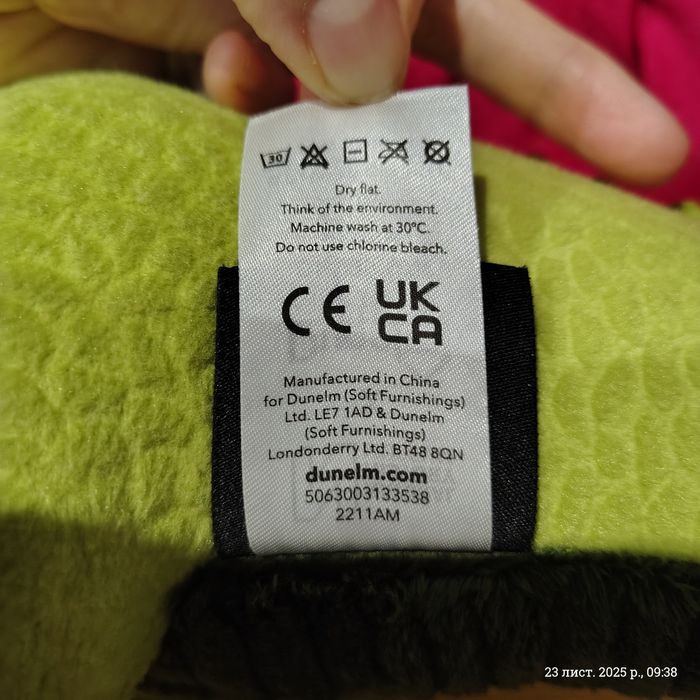 30
Dry flat.
Think of the environment.
Machine wash at 30°C.
Do not use chlorine bleach.
CE
UK
CA
Manufactured in China
for Dunelm (Soft Furnishings)
Ltd. LE7 1AD & Dunelm
(Soft Furnishings)
Londonderry Ltd. BT48 8QN
dunelm.com
5063003133538
2211AM
23 лист. 2025 р., 09:38